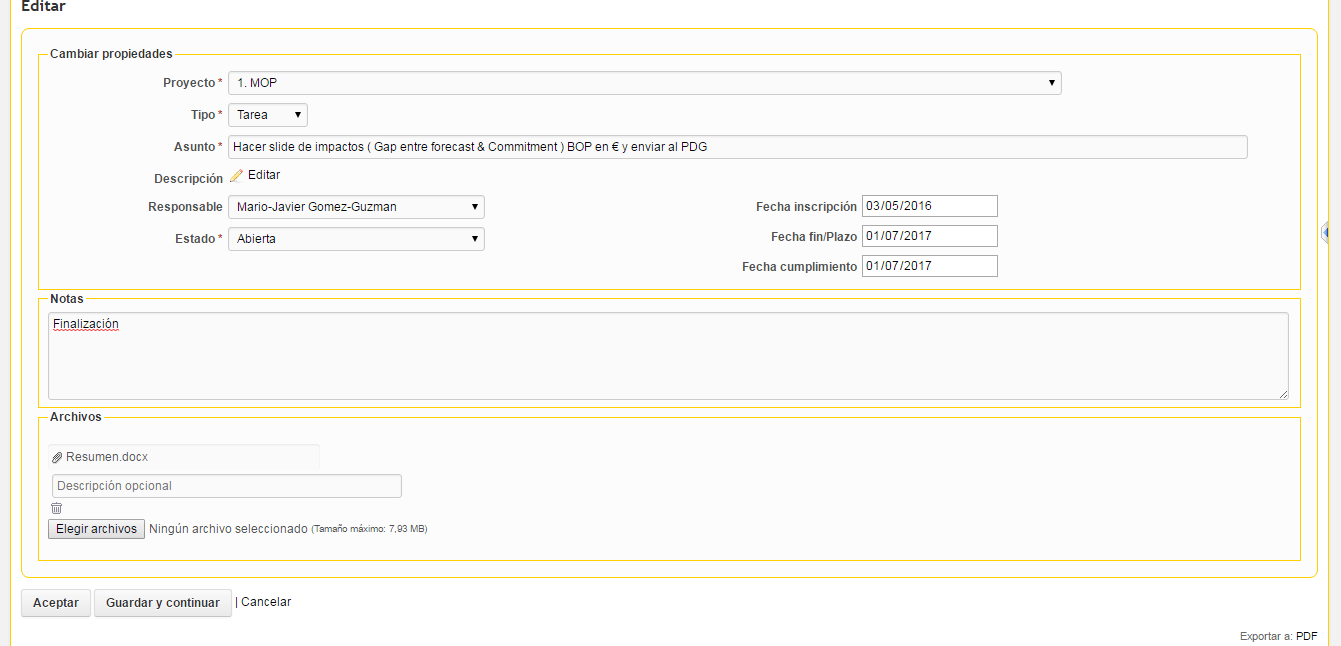 Editar
Cambiar propiedades
Proyecto * 1. MOP
Tipo * Tarea
Asunto * Hacer slide de impactos ( Gap entre forecast & Commitment ) BOP en € y enviar al PDG
Descripción Editar
Responsable Mario-Javier Gomez-Guzman Fecha inscripción 03/05/2016
Estado * Abierta Fecha fin/Plazo 01/07/2017
Fecha cumplimiento 01/07/2017
Notas
Finalización
Archivos
Resumen.docx
Descripción opcional
Elegir archivos Ningún archivo seleccionado (Tamaño máximo: 7,93 MB)
Aceptar Guardar y continuar | Cancelar
Exportar a: PDF